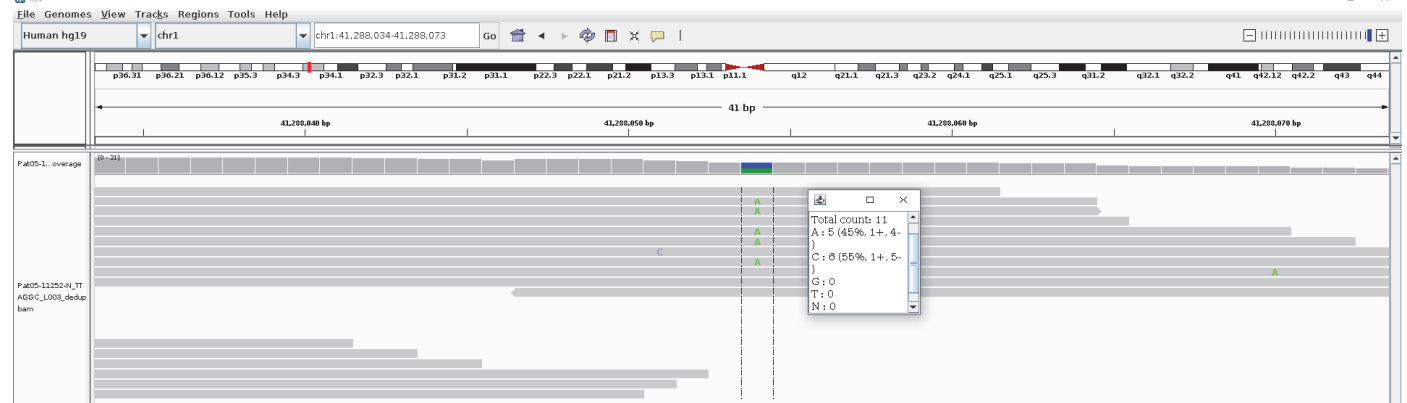 File Genomes View Tracks Regions Tools Help
Human hg19 chr1 chr1:41,288,034-41,288,073 Go
p36.31 p36.21 p36.12 p35.3 p34.3 p34.1 p32.3 p32.1 p31.2 p31.1 p22.3 p22.1 p21.2 p13.3 p13.1 p11.1 q12 q21.1 q21.3 q23.2 q24.1 q25.1 q25.3 q31.2 q32.1 q32.2 q41 q42.12 q42.2 q43 q44
41 bp
41,288,040 bp 41,288,050 bp 41,288,060 bp 41,288,070 bp
Pat05-1...overage [0 - 21]
A
A
A
A
C
A
A
Total count: 11
A : 5 (45%, 1+, 4-
)
C : 6 (55%, 1+, 5-
)
G : 0
T : 0
N : 0
Pat05-11252-N_TT
AGGC_L003_dedup
bam